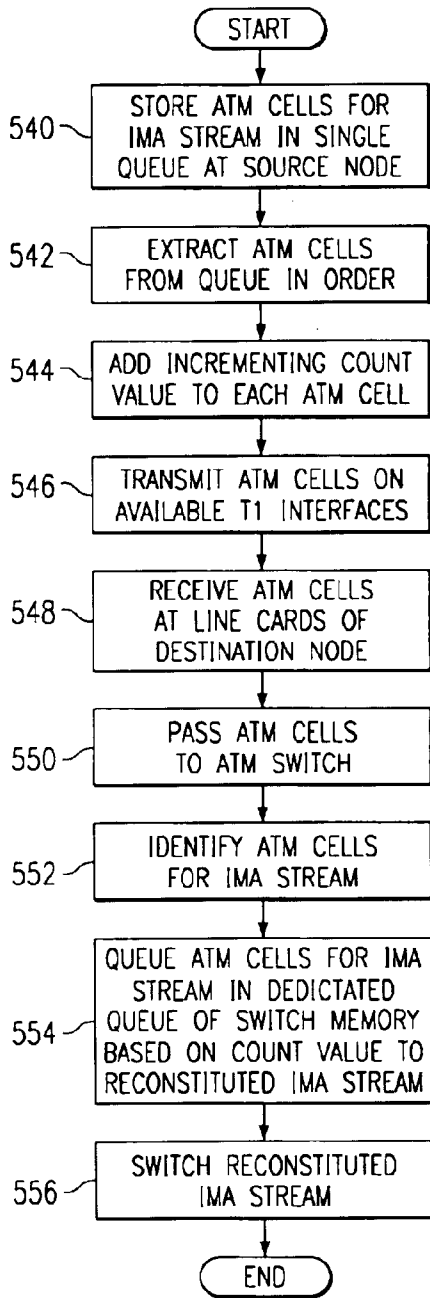 START
540
STORE ATM CELLS FOR
IMA STREAM IN SINGLE
QUEUE AT SOURCE NODE
542
EXTRACT ATM CELLS
FROM QUEUE IN ORDER
544
ADD INCREMENTING COUNT
VALUE TO EACH ATM CELL
546
TRANSMIT ATM CELLS ON
AVAILABLE T1 INTERFACES
548
RECEIVE ATM CELLS
AT LINE CARDS OF
DESTINATION NODE
550
PASS ATM CELLS
TO ATM SWITCH
552
IDENTIFY ATM CELLS
FOR IMA STREAM
554
QUEUE ATM CELLS FOR IMA
STREAM IN DEDICTATED
QUEUE OF SWITCH MEMORY
BASED ON COUNT VALUE TO
RECONSTITUTED IMA STREAM
556
SWITCH RECONSTITUTED
IMA STREAM
END